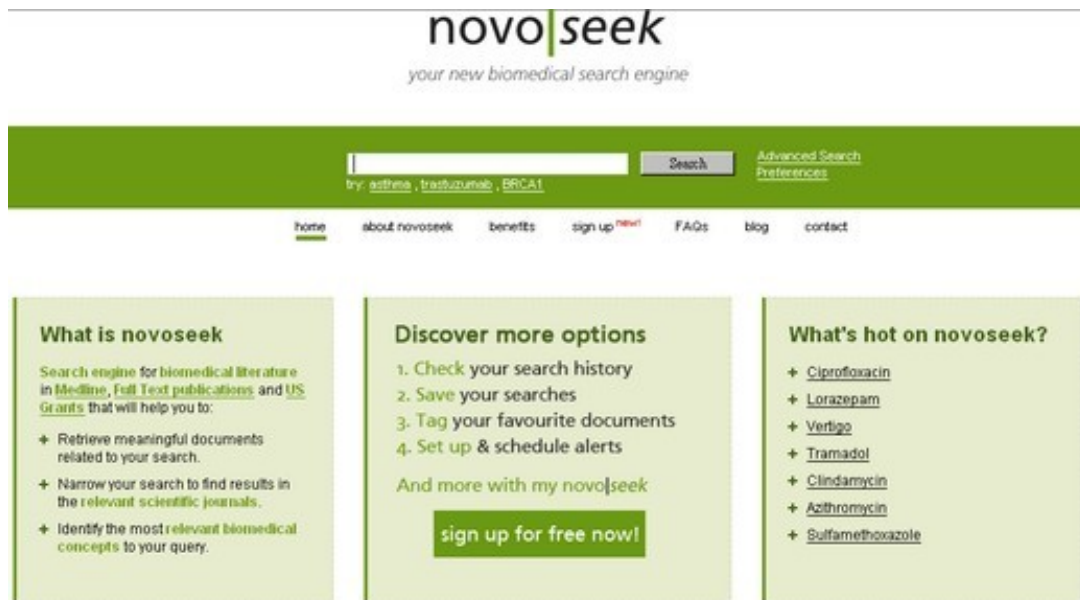 novo|seek
your new biomedical search engine
Search
Advanced Search
Preferences
try: asthma , trastuzumab , BRCA1
home about novoseek benefits sign up new! FAQs blog contact
What is novoseek
Search engine for biomedical literature
in Medline, Full Text publications and US
Grants that will help you to:
+ Retrieve meaningful documents
related to your search.
+ Narrow your search to find results in
the relevant scientific journals.
+ Identify the most relevant biomedical
concepts to your query.
Discover more options
1. Check your search history
2. Save your searches
3. Tag your favourite documents
4. Set up & schedule alerts
And more with my novo|seek
sign up for free now!
What's hot on novoseek?
+ Ciprofloxacin
+ Lorazepam
+ Vertigo
+ Tramadol
+ Clindamycin
+ Azithromycin
+ Sulfamethoxazole